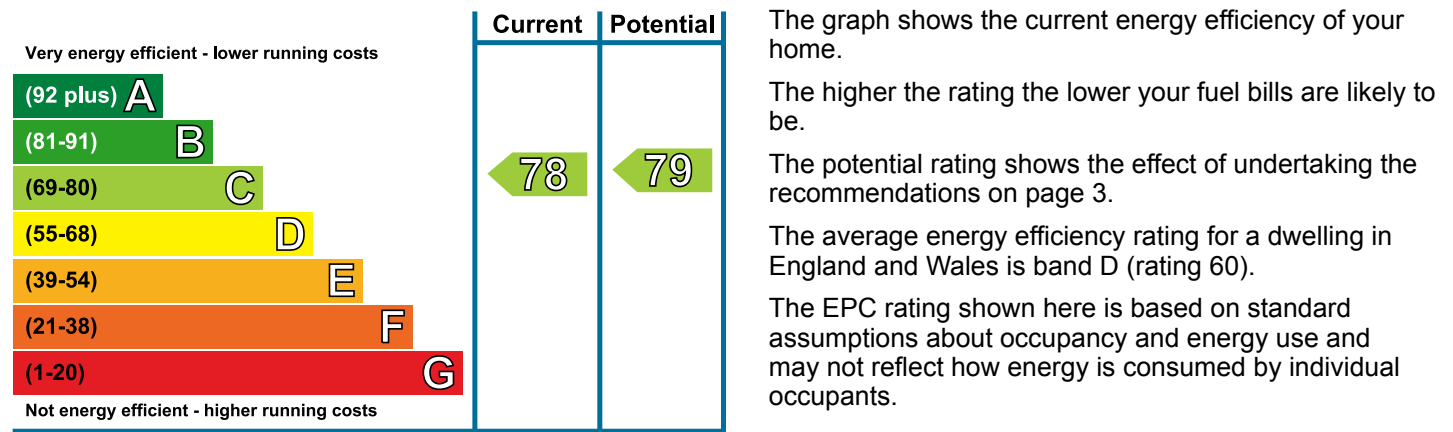 Current Potential
Very energy efficient - lower running costs
(92 plus) A
(81-91) B
(69-80) C
78 79
(55-68) D
(39-54) E
(21-38) F
(1-20) G
Not energy efficient - higher running costs
The graph shows the current energy efficiency of your
home.
The higher the rating the lower your fuel bills are likely to
be.
The potential rating shows the effect of undertaking the
recommendations on page 3.
The average energy efficiency rating for a dwelling in
England and Wales is band D (rating 60).
The EPC rating shown here is based on standard
assumptions about occupancy and energy use and
may not reflect how energy is consumed by individual
occupants.